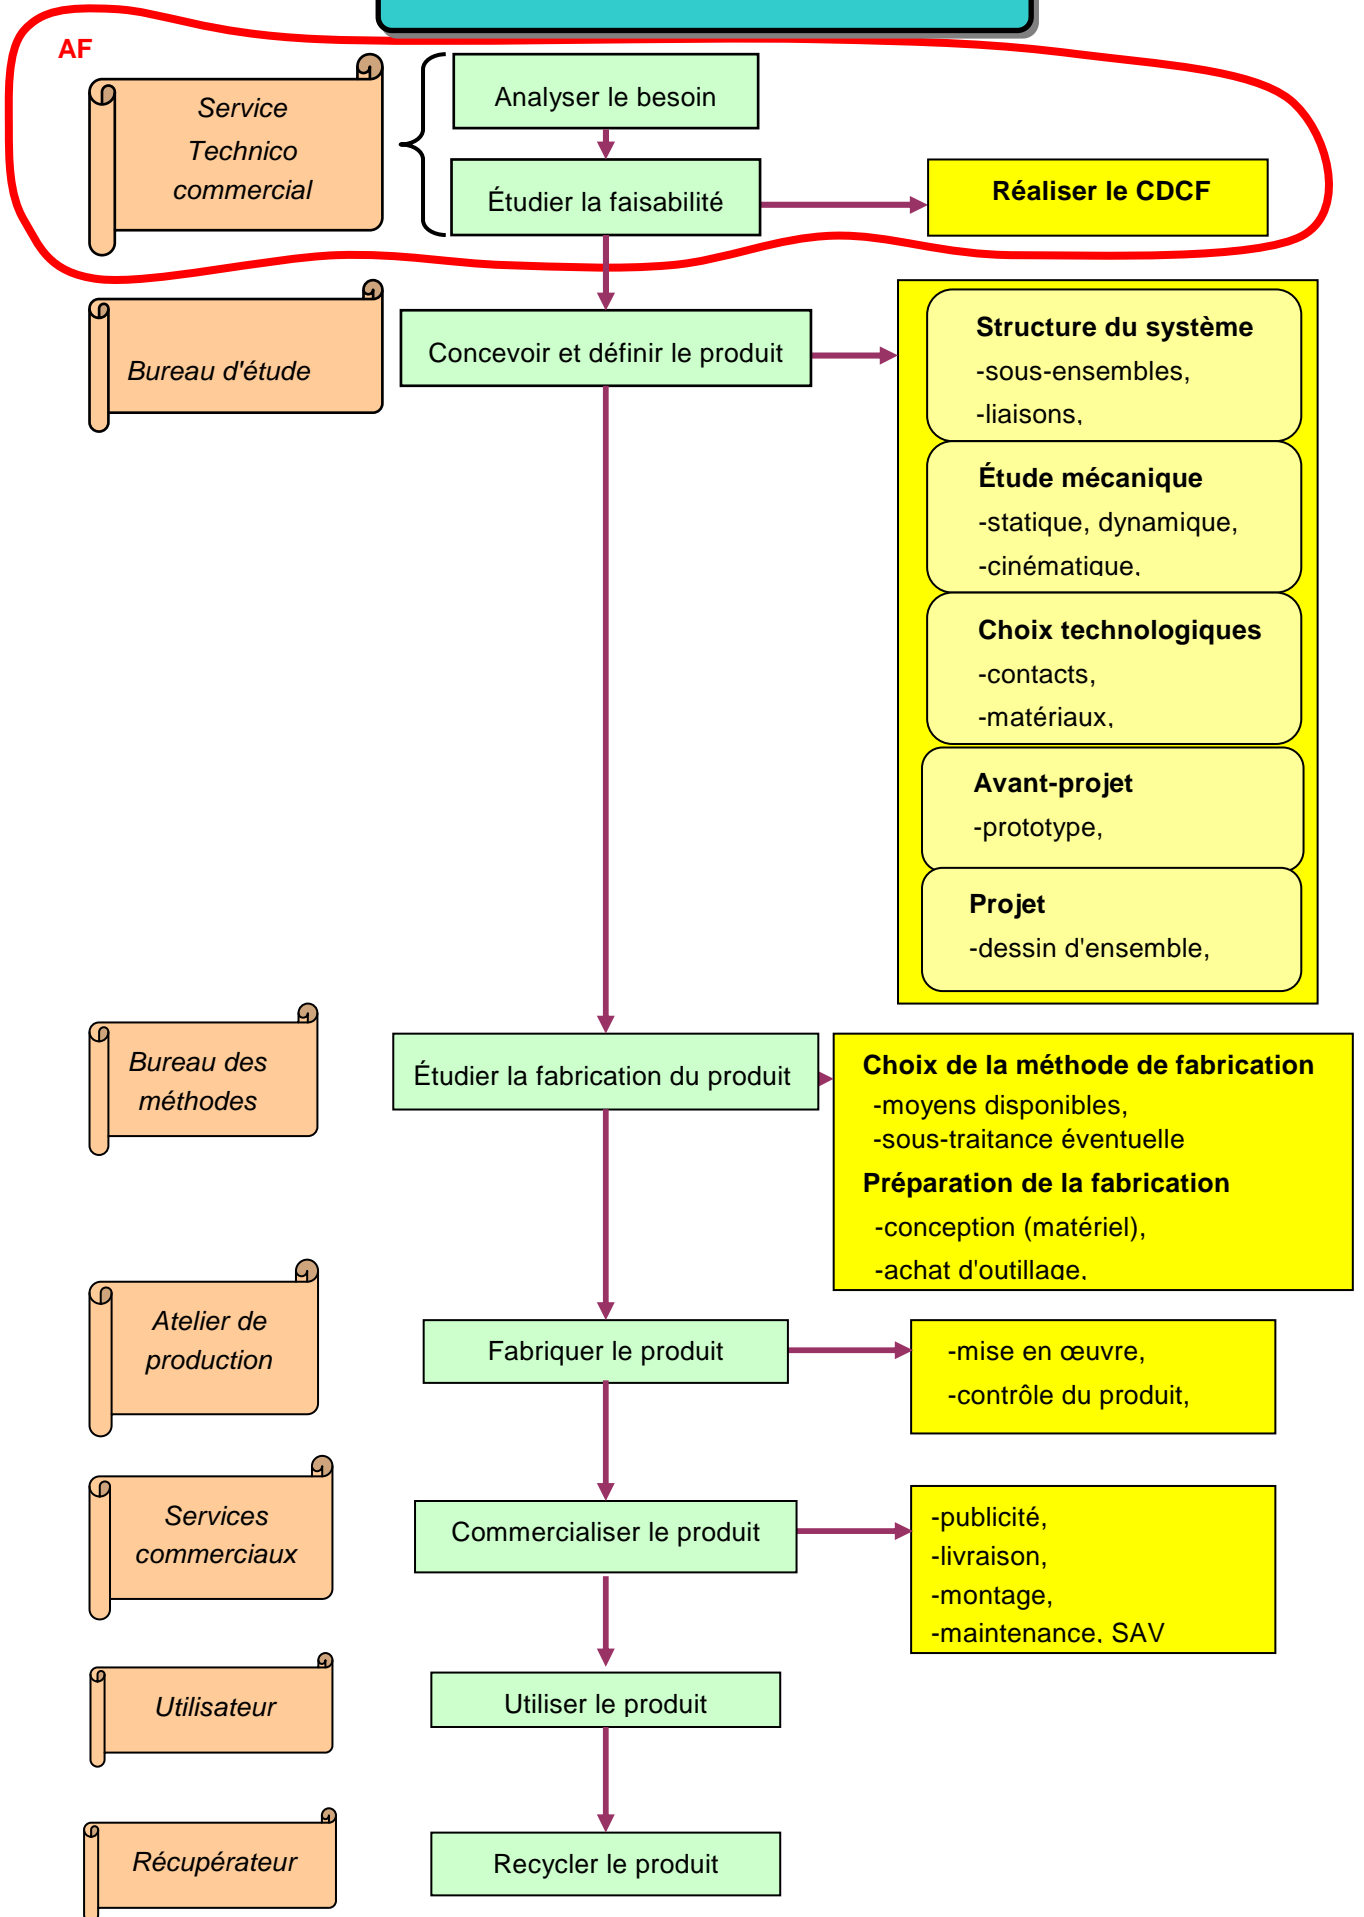 AF
Service
Technico
commercial
Analyser le besoin
Étudier la faisabilité
Réaliser le CDCF
Bureau d'étude
Concevoir et définir le produit
Structure du système
-sous-ensembles,
-liaisons,
Étude mécanique
-statique, dynamique,
-cinématique,
Choix technologiques
-contacts,
-matériaux,
Avant-projet
-prototype,
Projet
-dessin d'ensemble,
Bureau des
méthodes
Étudier la fabrication du produit
Choix de la méthode de fabrication
-moyens disponibles,
-sous-traitance éventuelle
Préparation de la fabrication
-conception (matériel),
-achat d'outillage,
Atelier de
production
Fabriquer le produit
-mise en œuvre,
-contrôle du produit,
Services
commerciaux
Commercialiser le produit
-publicité,
-livraison,
-montage,
-maintenance, SAV
Utilisateur
Utiliser le produit
Récupérateur
Recycler le produit